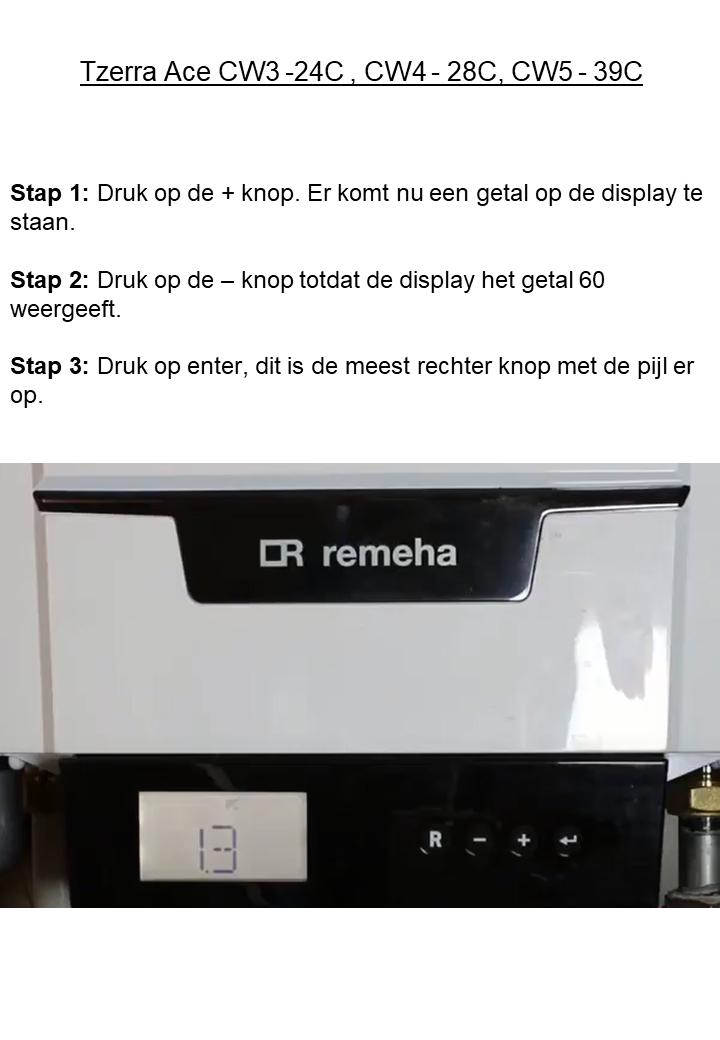 Tzerra Ace CW3 -24C , CW4 - 28C, CW5 - 39C
Stap 1: Druk op de + knop. Er komt nu een getal op de display te
staan.
Stap 2: Druk op de – knop totdat de display het getal 60
weergeeft.
Stap 3: Druk op enter, dit is de meest rechter knop met de pijl er
op.
remeha
1.3
R − + ↵